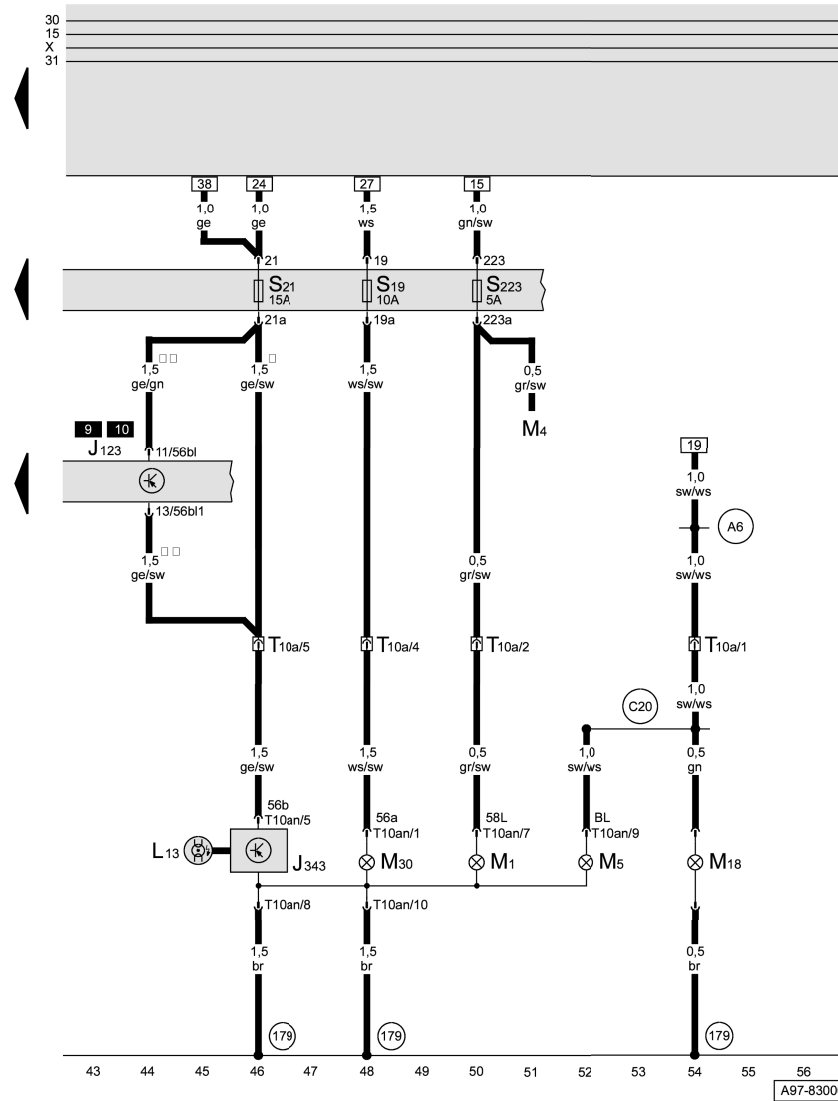 30
15
X
31
38 24 27 15
1,0 1,0 1,5 1,0
ge ge ws gn/sw
21 19 223
S21 S19 S223
15A 10A 5A
21a 19a 223a
1,5 1,5 1,5 0,5
ge/gn ge/sw ws/sw gr/sw
M4
9 10
J123 11/56bl
19
1,0
sw/ws
13/56bl1
A6
1,5 0,5 1,0
ge/sw gr/sw sw/ws
T10a/5 T10a/4 T10a/2 T10a/1
1,0
sw/ws
C20
1,5 1,5 0,5 1,0 0,5
ge/sw ws/sw gr/sw sw/ws gn
56b 56a 58L BL
T10an/5 T10an/1 T10an/7 T10an/9
L13 J343 M30 M1 M5 M18
T10an/8 T10an/10
1,5 1,5 0,5
br br br
179 179 179
43 44 45 46 47 48 49 50 51 52 53 54 55 56